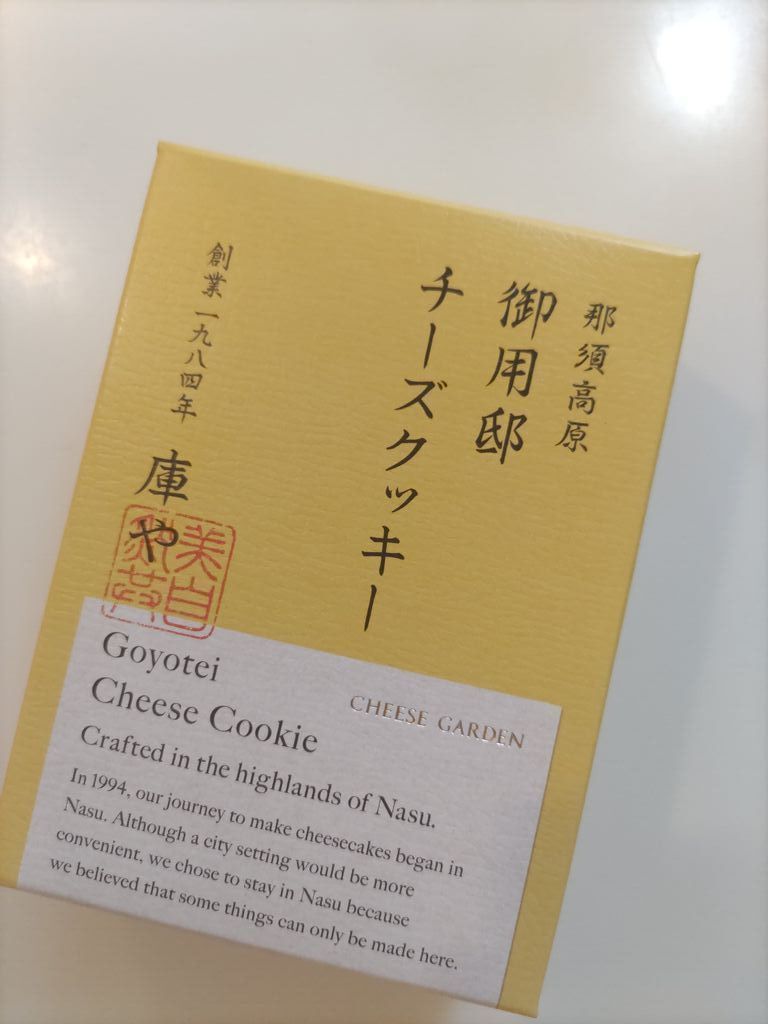 那須高原
御用邸
チーズクッキー
創業一九八四年
庫や
Goyotei
Cheese Cookie
CHEESE GARDEN
Crafted in the highlands of Nasu.
In 1994, our journey to make cheesecakes began in
Nasu. Although a city setting would be more
convenient, we chose to stay in Nasu because
we believed that some things can only be made here.